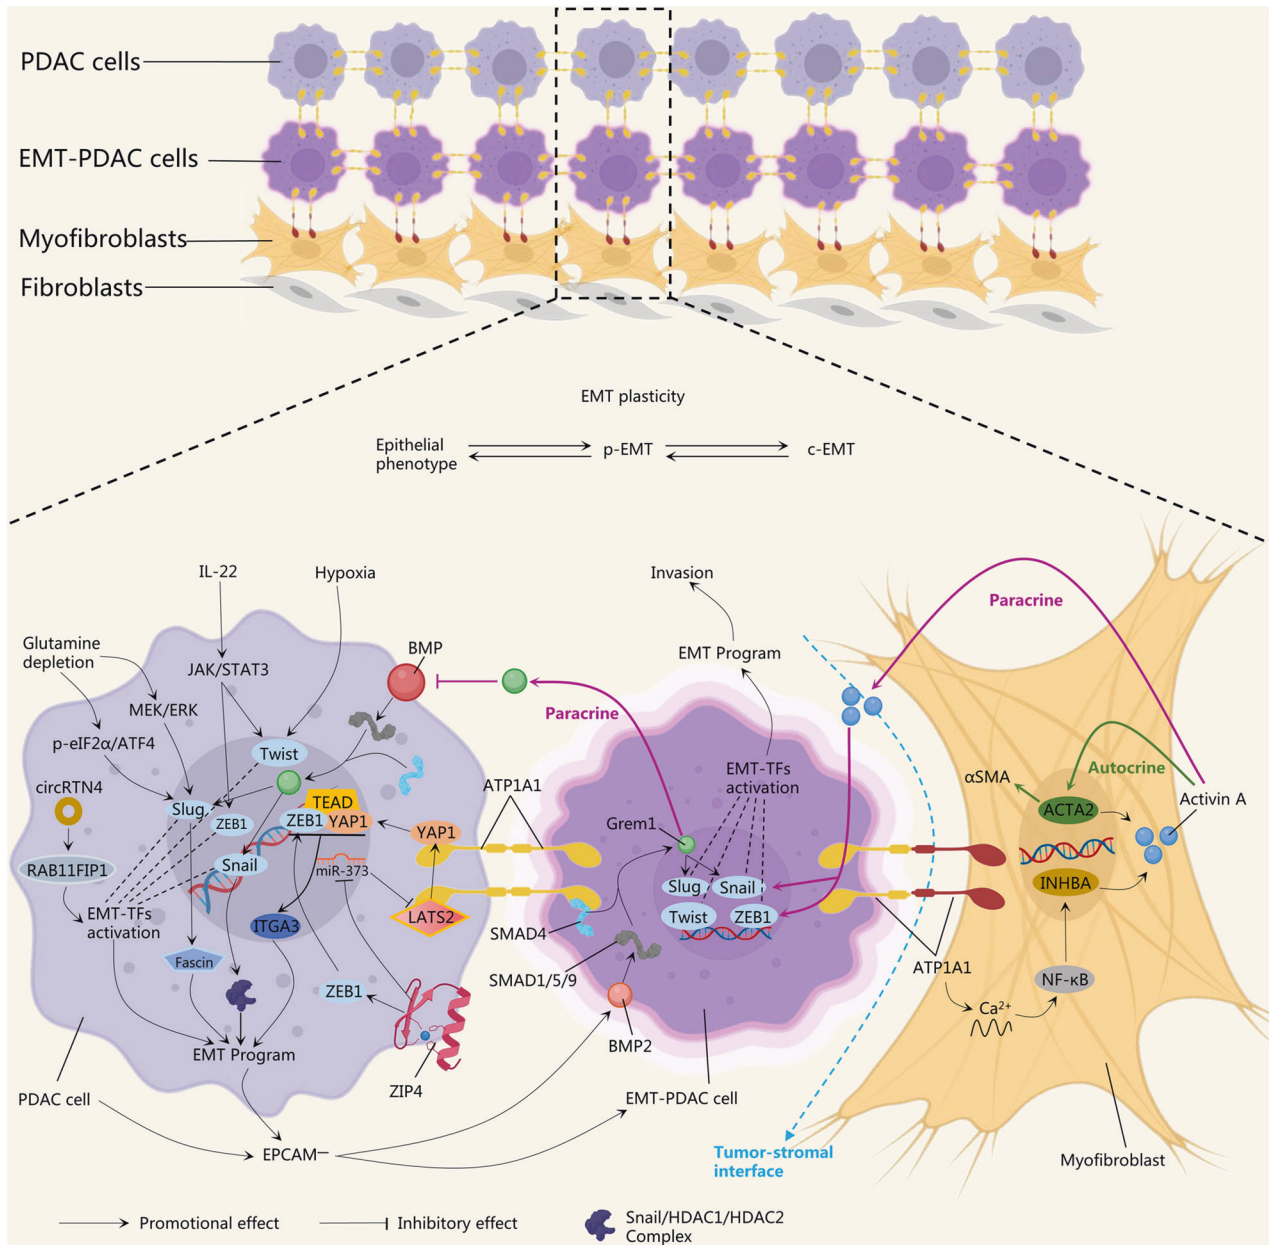 PDAC cells
EMT-PDAC cells
Myofibroblasts
Fibroblasts
EMT plasticity
Epithelial
phenotype
p-EMT
c-EMT
IL-22
Hypoxia
Glutamine
depletion
JAK/STAT3
MEK/ERK
p-eIF2α/ATF4
circRTN4
RAB11FIP1
Twist
Slug
ZEB1
Snail
TEAD
ZEB1
YAP1
miR-373
ITGA3
EMT-TFs
activation
Fascin
ZEB1
EMT Program
ZIP4
PDAC cell
EPCAM—
BMP
YAP1
LATS2
ATP1A1
Paracrine
Invasion
EMT Program
EMT-TFs
activation
Grem1
Slug
Snail
Twist
ZEB1
SMAD4
SMAD1/5/9
BMP2
EMT-PDAC cell
Tumor-stromal
interface
Paracrine
Autocrine
αSMA
ACTA2
Activin A
INHBA
ATP1A1
NF-κB
Ca²⁺
Myofibroblast
Promotional effect
Inhibitory effect
Snail/HDAC1/HDAC2
Complex